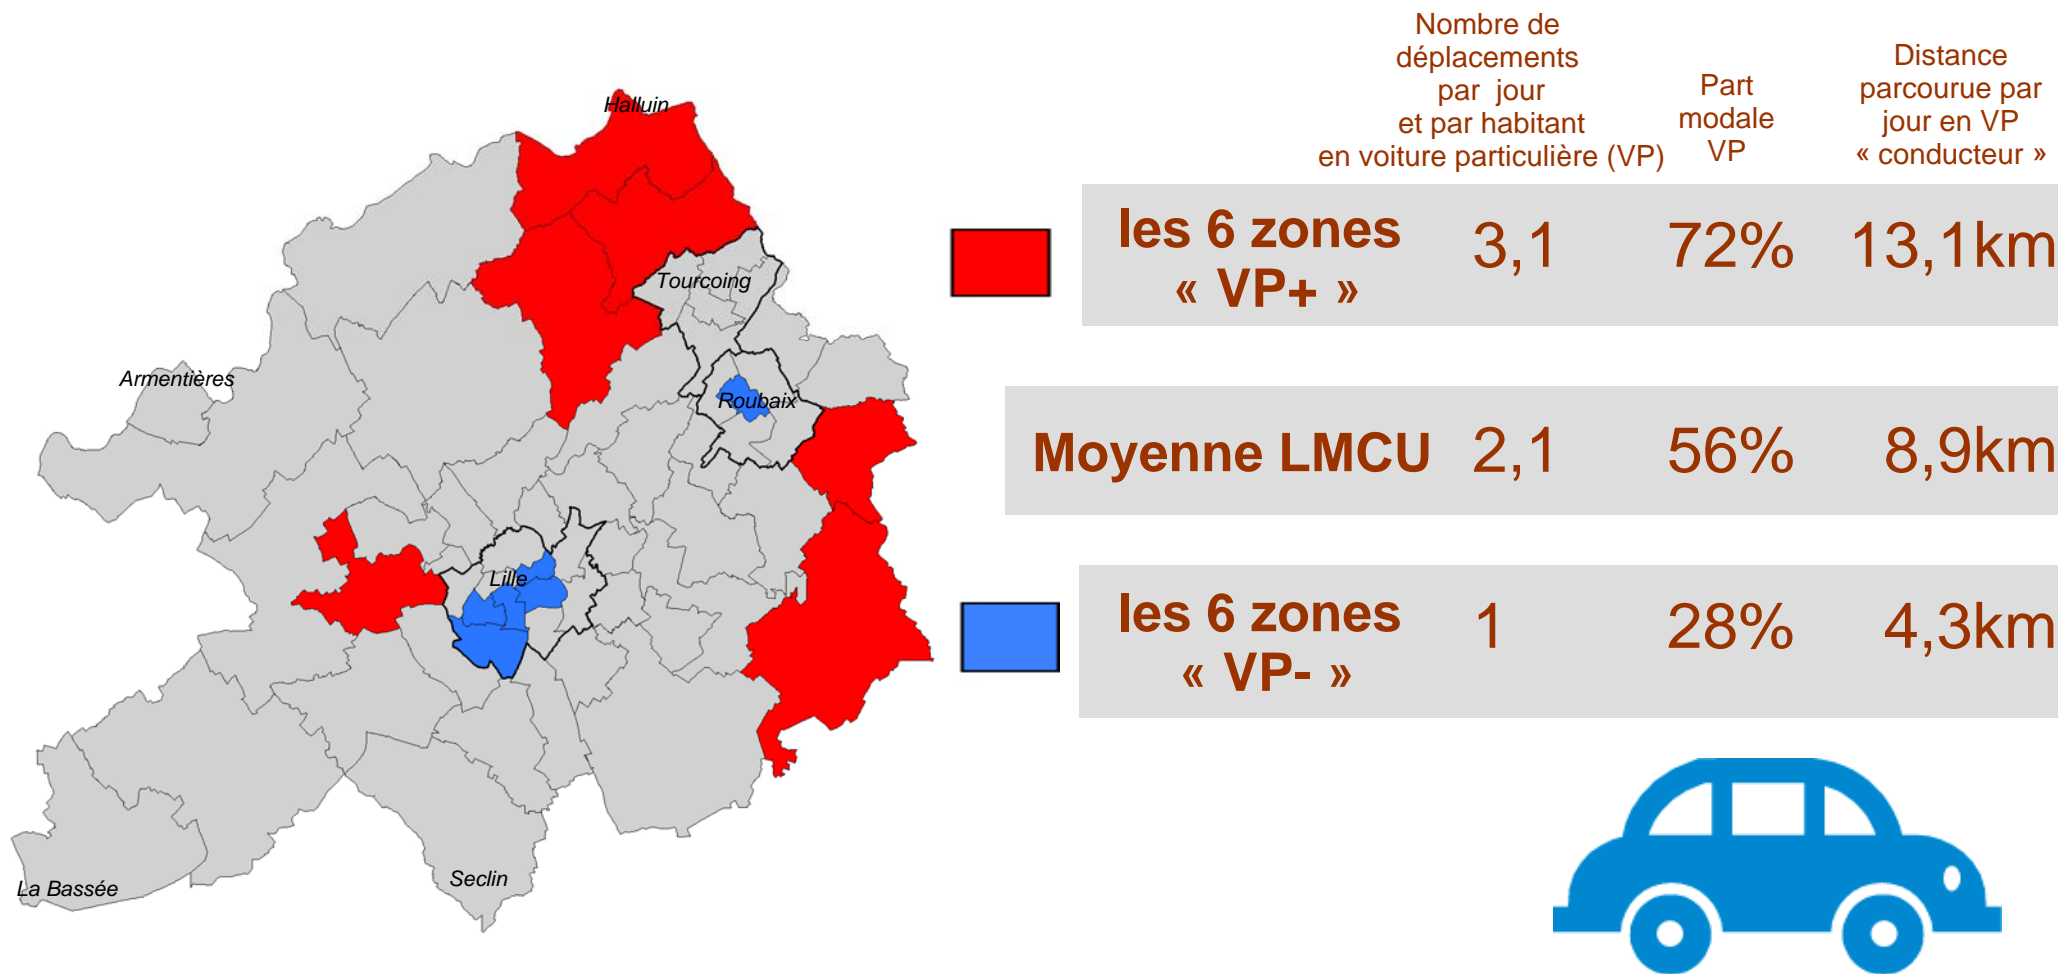 Nombre de
déplacements
par jour
et par habitant
en voiture particulière (VP)
Part
modale
VP
Distance
parcourue par
jour en VP
« conducteur »
les 6 zones
« VP+ »
3,1
72%
13,1km
Moyenne LMCU
2,1
56%
8,9km
les 6 zones
« VP- »
1
28%
4,3km
Halluin
Tourcoing
Armentières
Roubaix
Lille
La Bassée
Seclin